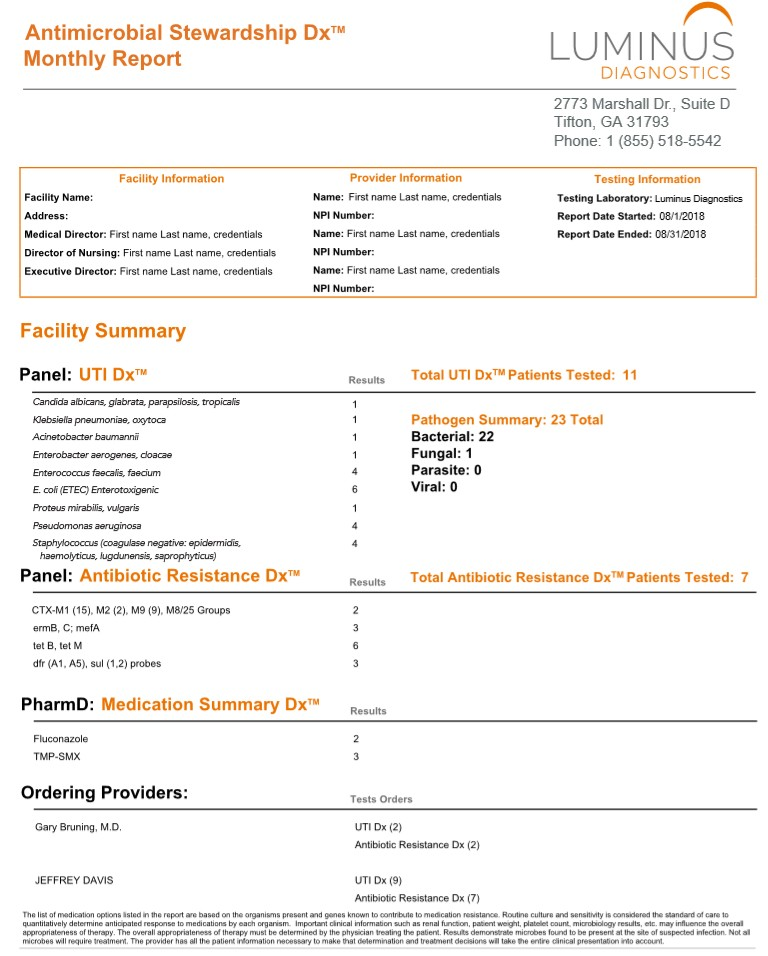 Antimicrobial Stewardship Dx™
Monthly Report
LUMINUS
DIAGNOSTICS
2773 Marshall Dr., Suite D
Tifton, GA 31793
Phone: 1 (855) 518-5542
Facility Information
Facility Name:
Address:
Medical Director: First name Last name, credentials
Director of Nursing: First name Last name, credentials
Executive Director: First name Last name, credentials
Provider Information
Name: First name Last name, credentials
NPI Number:
Name: First name Last name, credentials
NPI Number:
Name: First name Last name, credentials
NPI Number:
Testing Information
Testing Laboratory: Luminus Diagnostics
Report Date Started: 08/1/2018
Report Date Ended: 08/31/2018
Facility Summary
Panel: UTI Dx™ Results Total UTI Dx™ Patients Tested: 11
Candida albicans, glabrata, parapsilosis, tropicalis 1
Klebsiella pneumoniae, oxytoca 1
Acinetobacter baumannii 1
Enterobacter aerogenes, cloacae 1
Enterococcus faecalis, faecium 4
E. coli (ETEC) Enterotoxigenic 6
Proteus mirabilis, vulgaris 1
Pseudomonas aeruginosa 4
Staphylococcus (coagulase negative: epidermidis, 4
haemolyticus, lugdunensis, saprophyticus)
Pathogen Summary: 23 Total
Bacterial: 22
Fungal: 1
Parasite: 0
Viral: 0
Panel: Antibiotic Resistance Dx™ Results Total Antibiotic Resistance Dx™ Patients Tested: 7
CTX-M1 (15), M2 (2), M9 (9), M8/25 Groups 2
ermB, C; mefA 3
tet B, tet M 6
dfr (A1, A5), sul (1,2) probes 3
PharmD: Medication Summary Dx™ Results
Fluconazole 2
TMP-SMX 3
Ordering Providers: Tests Orders
Gary Bruning, M.D. UTI Dx (2)
Antibiotic Resistance Dx (2)
JEFFREY DAVIS UTI Dx (9)
Antibiotic Resistance Dx (7)
The list of medication options listed in the report are based on the organisms present and genes known to contribute to medication resistance. Routine culture and sensitivity is considered the standard of care to
quantitatively determine anticipated response to medications by each organism. Important clinical information such as renal function, patient weight, platelet count, microbiology results, etc. may influence the overall
appropriateness of therapy. The overall appropriateness of therapy must be determined by the physician treating the patient. Results demonstrate microbes found to be present at the site of suspected infection. Not all
microbes will require treatment. The provider has all the patient information necessary to make that determination and treatment decisions will take the entire clinical presentation into account.